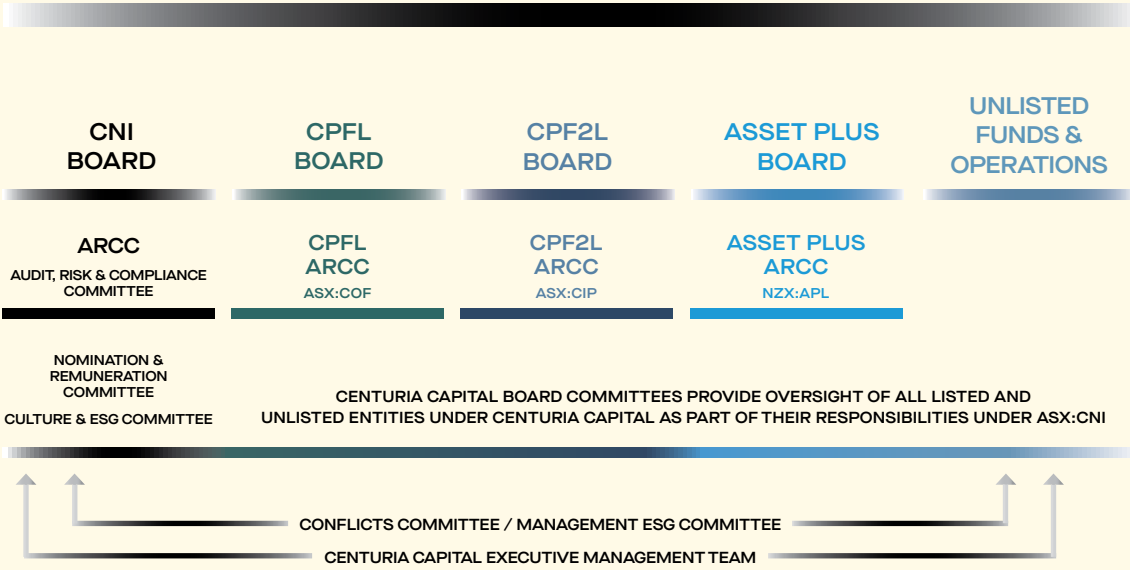 CNI
BOARD
CPFL
BOARD
CPF2L
BOARD
ASSET PLUS
BOARD
UNLISTED
FUNDS &
OPERATIONS
ARCC
AUDIT, RISK & COMPLIANCE
COMMITTEE
CPFL
ARCC
ASX:COF
CPF2L
ARCC
ASX:CIP
ASSET PLUS
ARCC
NZX:APL
NOMINATION &
REMUNERATION
COMMITTEE
CULTURE & ESG COMMITTEE
CENTURIA CAPITAL BOARD COMMITTEES PROVIDE OVERSIGHT OF ALL LISTED AND
UNLISTED ENTITIES UNDER CENTURIA CAPITAL AS PART OF THEIR RESPONSIBILITIES UNDER ASX:CNI
CONFLICTS COMMITTEE / MANAGEMENT ESG COMMITTEE
CENTURIA CAPITAL EXECUTIVE MANAGEMENT TEAM